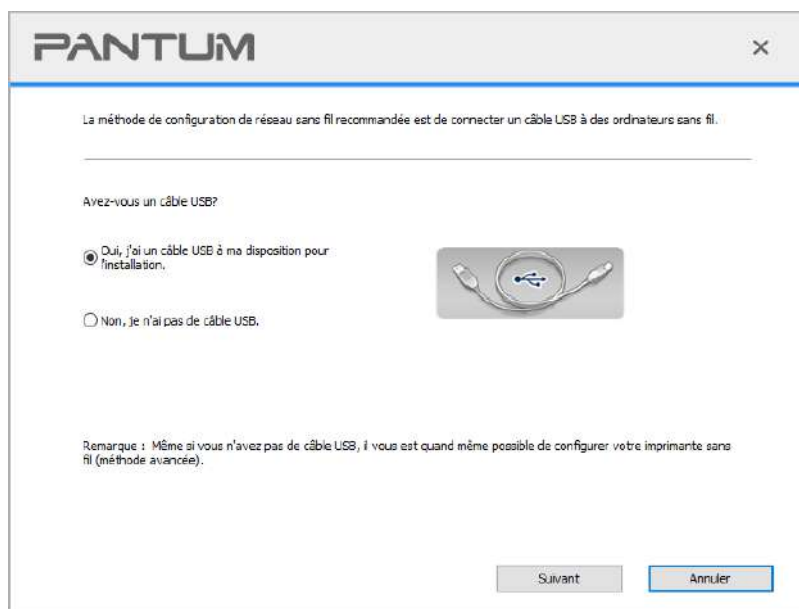 PANTUM
La méthode de configuration de réseau sans fil recommandée est de connecter un câble USB à des ordinateurs sans fil.
Avez-vous un câble USB?
Oui, j'ai un câble USB à ma disposition pour
l'installation.
Non, je n'ai pas de câble USB.
Remarque : Même si vous n'avez pas de câble USB, il vous est quand même possible de configurer votre imprimante sans
fil (méthode avancée).
Suivant
Annuler